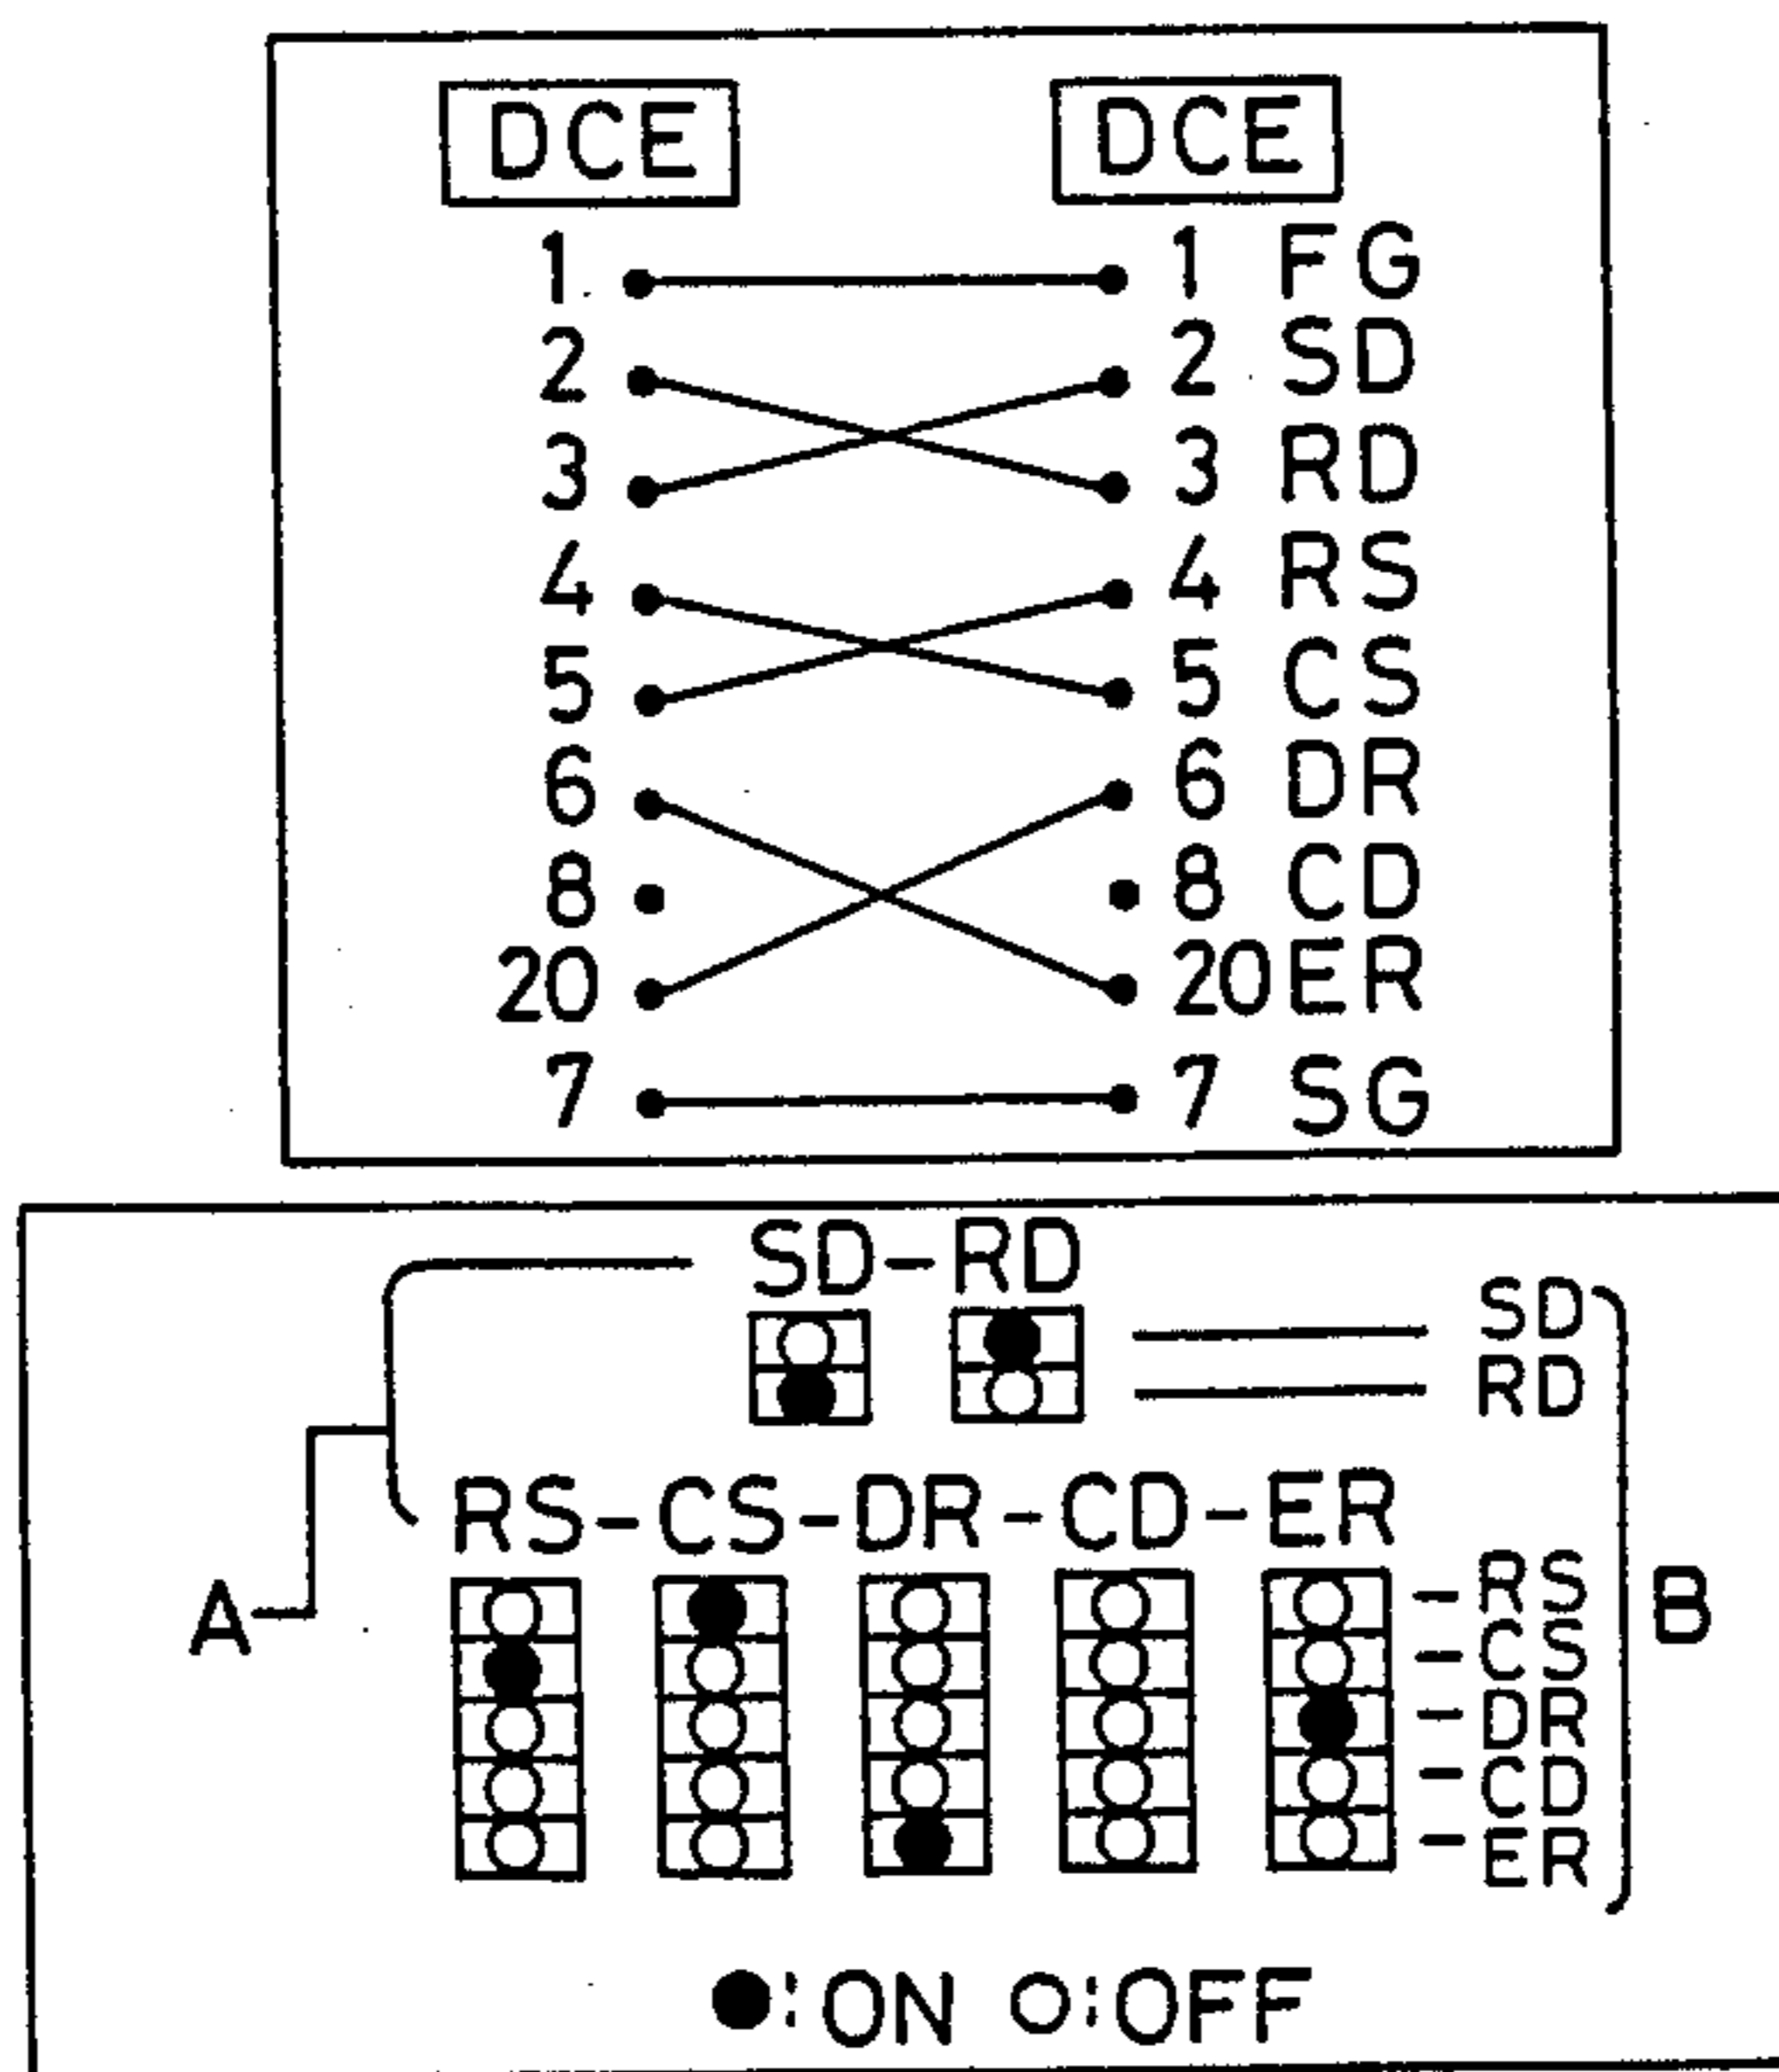 DCE DCE
1 1 FG
2 2 SD
3 3 RD
4 4 RS
5 5 CS
6 6 DR
8 8 CD
20 20 ER
7 7 SG
SD-RD
SD
RD
RS-CS-DR-CD-ER
A
-RS
-CS
-DR
-CD
-ER
B
●:ON ○:OFF